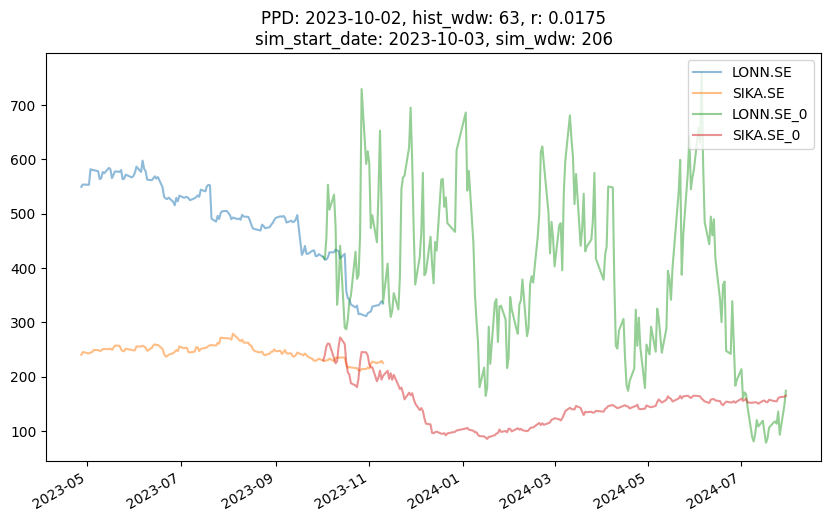 PPD: 2023-10-02, hist_wdw: 63, r: 0.0175
sim_start_date: 2023-10-03, sim_wdw: 206
LONN.SE
SIKA.SE
LONN.SE_0
SIKA.SE_0
700
600
500
400
300
200
100
2023-05
2023-07
2023-09
2023-11
2024-01
2024-03
2024-05
2024-07